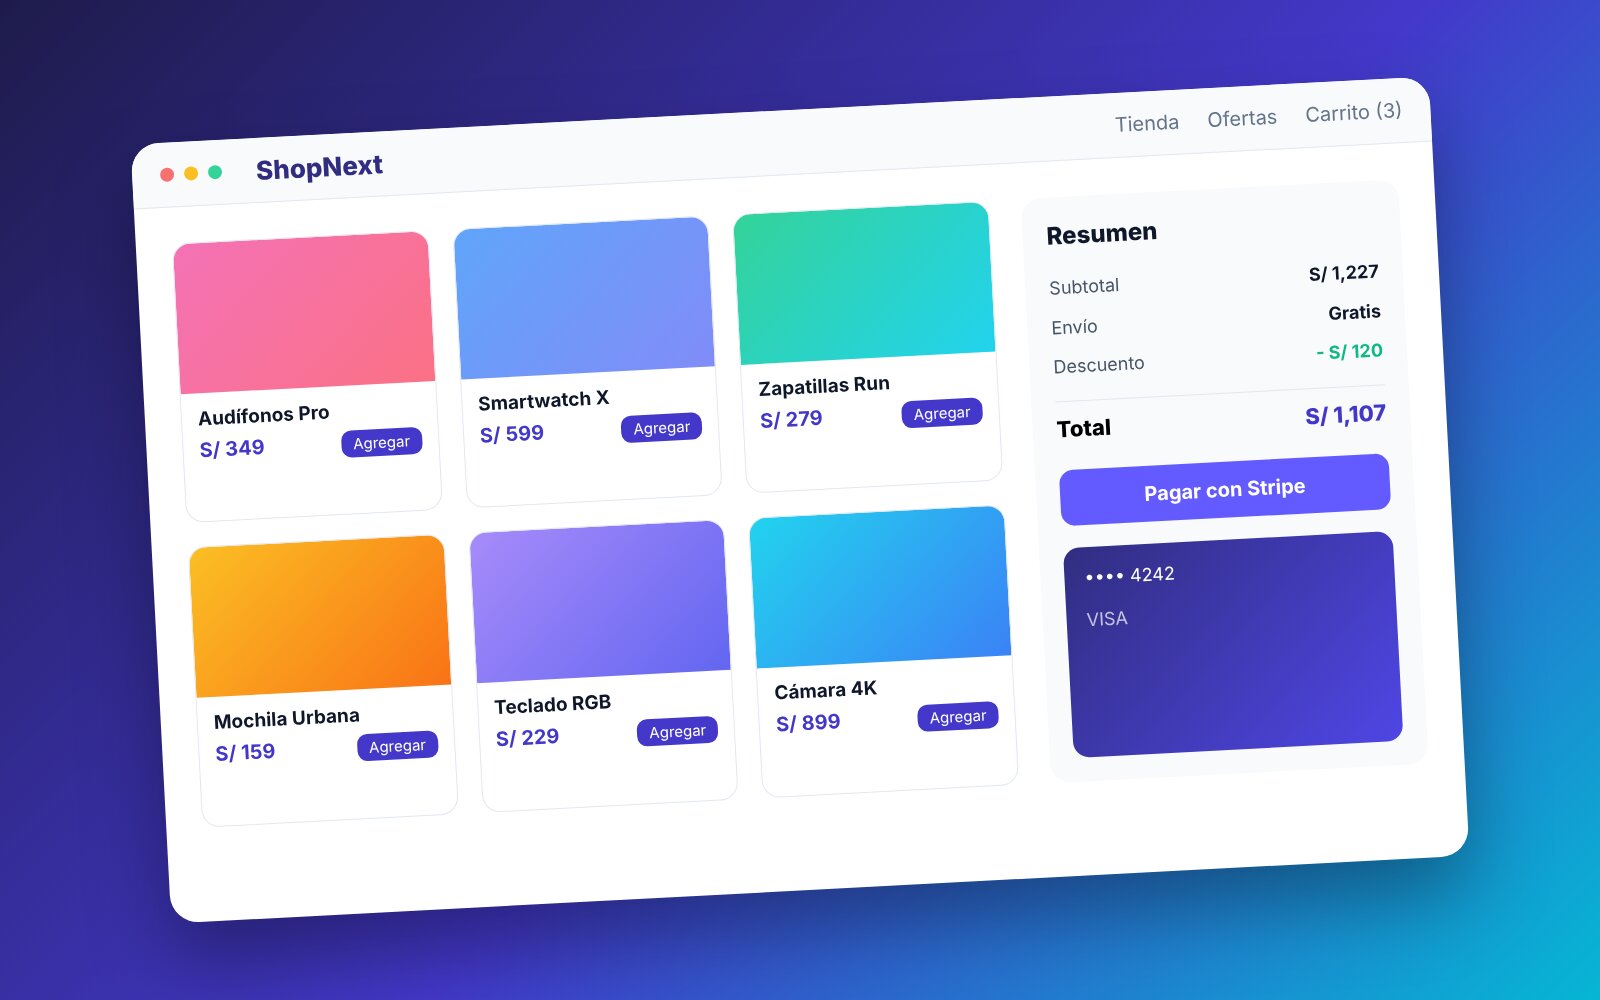 ShopNext
Tienda Ofertas Carrito (3)
Audífonos Pro
S/ 349 Agregar
Smartwatch X
S/ 599 Agregar
Zapatillas Run
S/ 279 Agregar
Mochila Urbana
S/ 159 Agregar
Teclado RGB
S/ 229 Agregar
Cámara 4K
S/ 899 Agregar
Resumen
Subtotal S/ 1,227
Envío Gratis
Descuento - S/ 120
Total S/ 1,107
Pagar con Stripe
•••• 4242
VISA